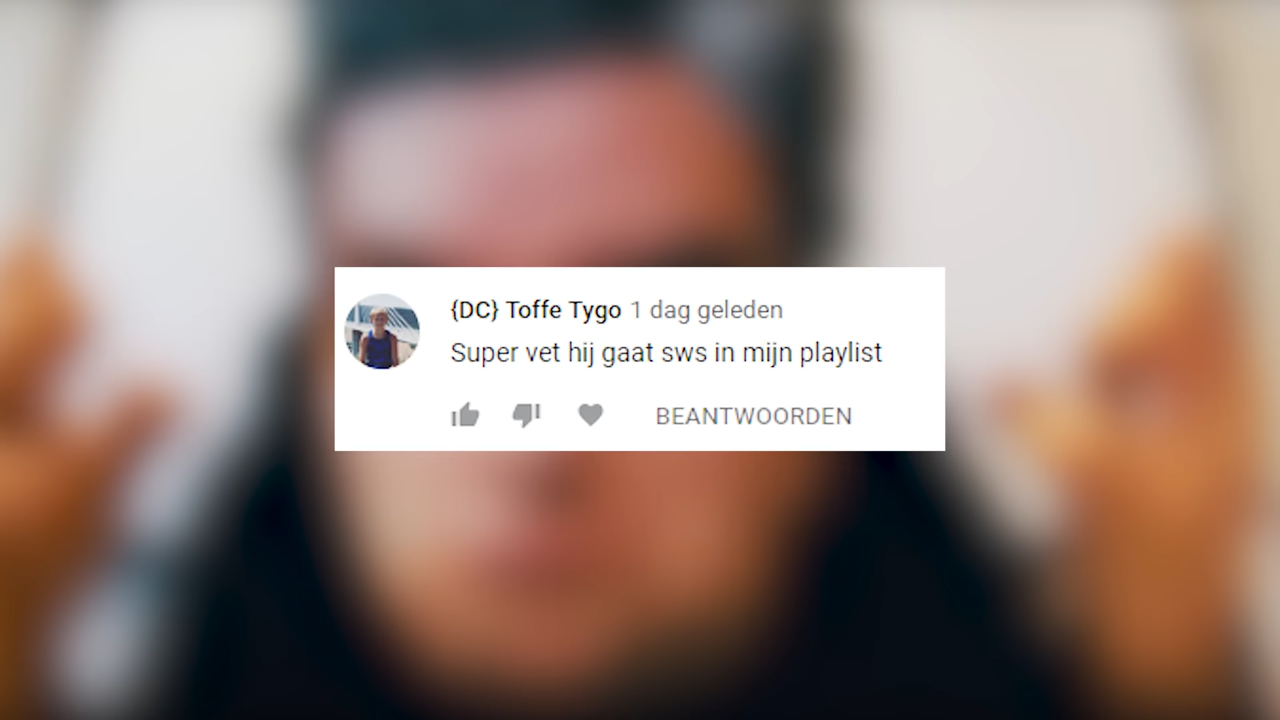 {DC} Toffe Tygo 1 dag geleden
Super vet hij gaat sws in mijn playlist
BEANTWOORDEN